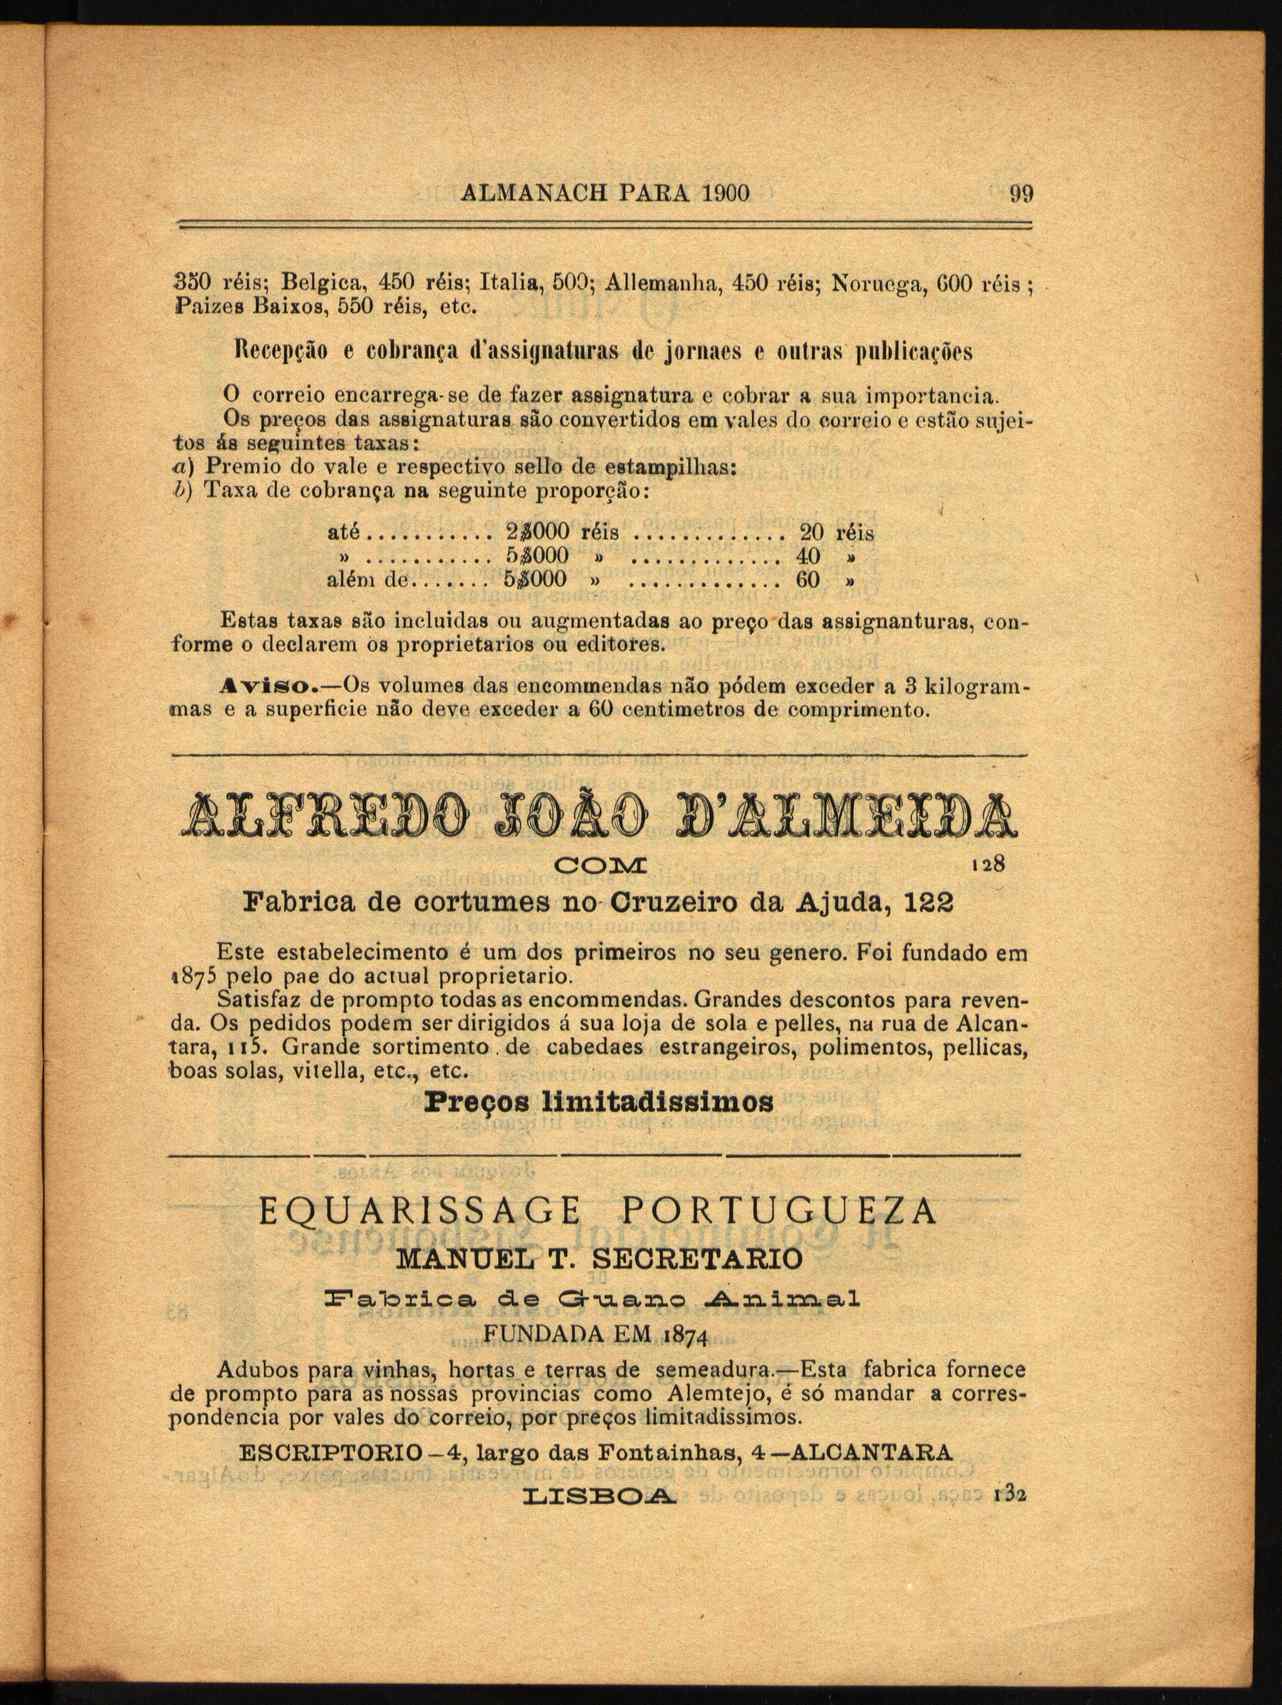 ALMANACH PARA 1900 99
350 réis; Belgica, 450 réis; Italia, 500; Allemanha, 450 réis; Noruega, 600 réis;
Paizes Baixos, 550 réis, etc.
Recepção e cobrança d'assignaturas de jornaes e outras publicações
O correio encarrega-se de fazer assignatura e cobrar a sua importancia.
Os preços das assignaturas são convertidos em vales do correio e estão sujei-
tos ás seguintes taxas:
a) Premio do vale e respectivo sello de estampilhas:
b) Taxa de cobrança na seguinte proporção:
até........... 2$000 réis ............. 20 réis
» ........... 5$000 » ............. 40 »
além de....... 5$000 » ............. 60 »
Estas taxas são incluidas ou augmentadas ao preço das assignanturas, con-
forme o declarem os proprietarios ou editores.
Aviso.—Os volumes das encommendas não pódem exceder a 3 kilogram-
mas e a superficie não deve exceder a 60 centimetros de comprimento.
ALFREDO JOÃO D'ALMEIDA
COM 128
Fabrica de cortumes no Cruzeiro da Ajuda, 122
Este estabelecimento é um dos primeiros no seu genero. Foi fundado em
1875 pelo pae do actual proprietario.
Satisfaz de prompto todas as encommendas. Grandes descontos para reven-
da. Os pedidos podem ser dirigidos á sua loja de sola e pelles, na rua de Alcan-
tara, 115. Grande sortimento de cabedaes estrangeiros, polimentos, pellicas,
boas solas, vitella, etc., etc.
Preços limitadissimos
EQUARISSAGE PORTUGUEZA
MANUEL T. SECRETARIO
Fabrica de Guano Animal
FUNDADA EM 1874
Adubos para vinhas, hortas e terras de semeadura.—Esta fabrica fornece
de prompto para as nossas provincias como Alemtejo, é só mandar a corres-
pondencia por vales do correio, por preços limitadissimos.
ESCRIPTORIO—4, largo das Fontainhas, 4—ALCANTARA
LISBOA 132